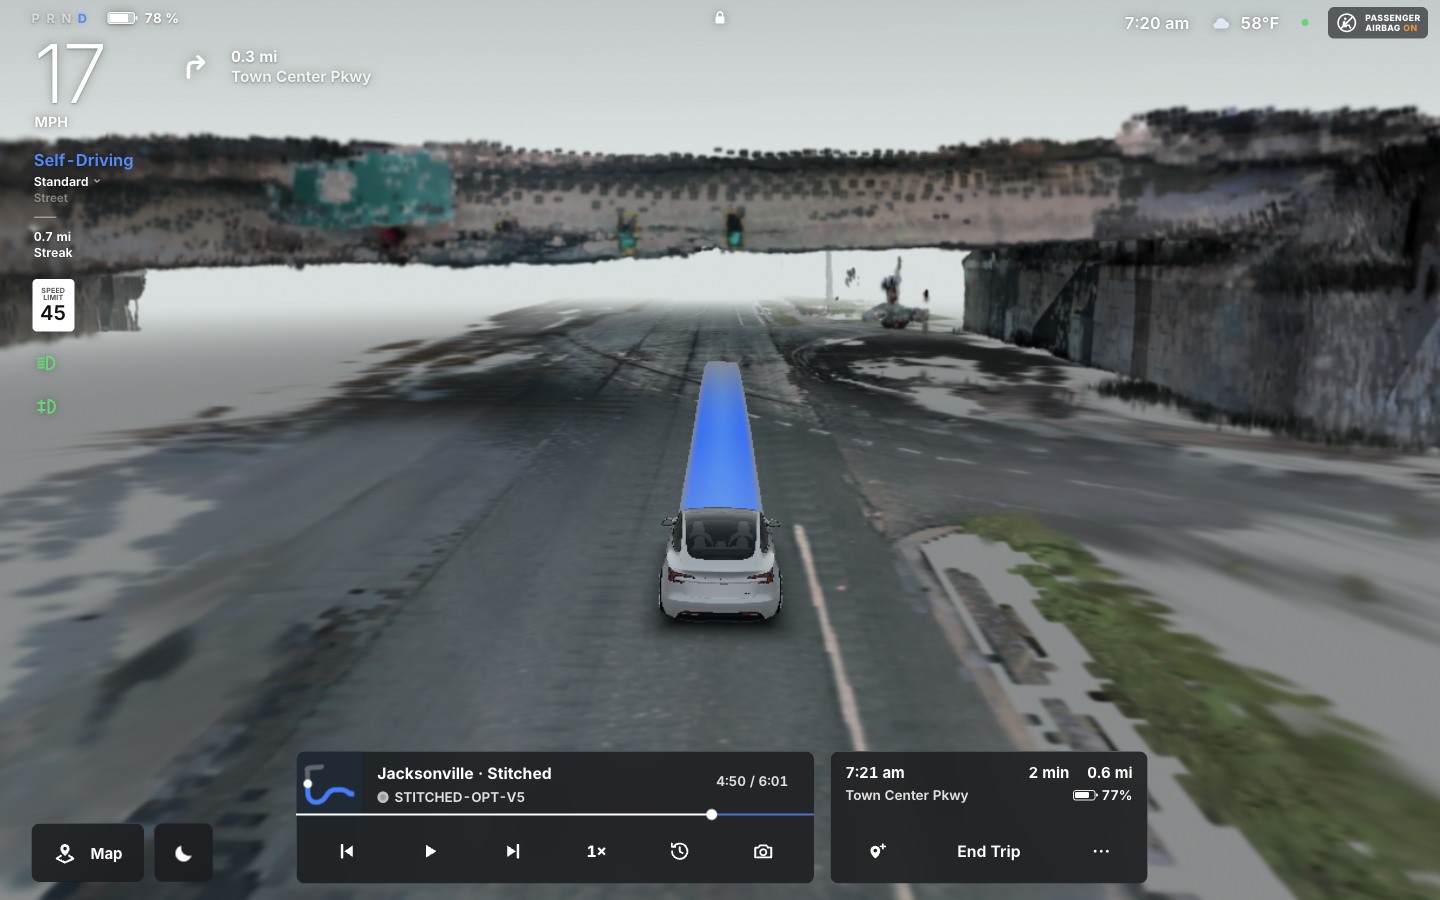 P R N D
78 %
7:20 am
58°F
PASSENGER
AIRBAG ON
17
MPH
0.3 mi
Town Center Pkwy
Self-Driving
Standard
Street
0.7 mi
Streak
SPEED
LIMIT
45
Jacksonville · Stitched
STITCHED-OPT-V5
4:50 / 6:01
1×
7:21 am
2 min
0.6 mi
Town Center Pkwy
77%
End Trip
Map